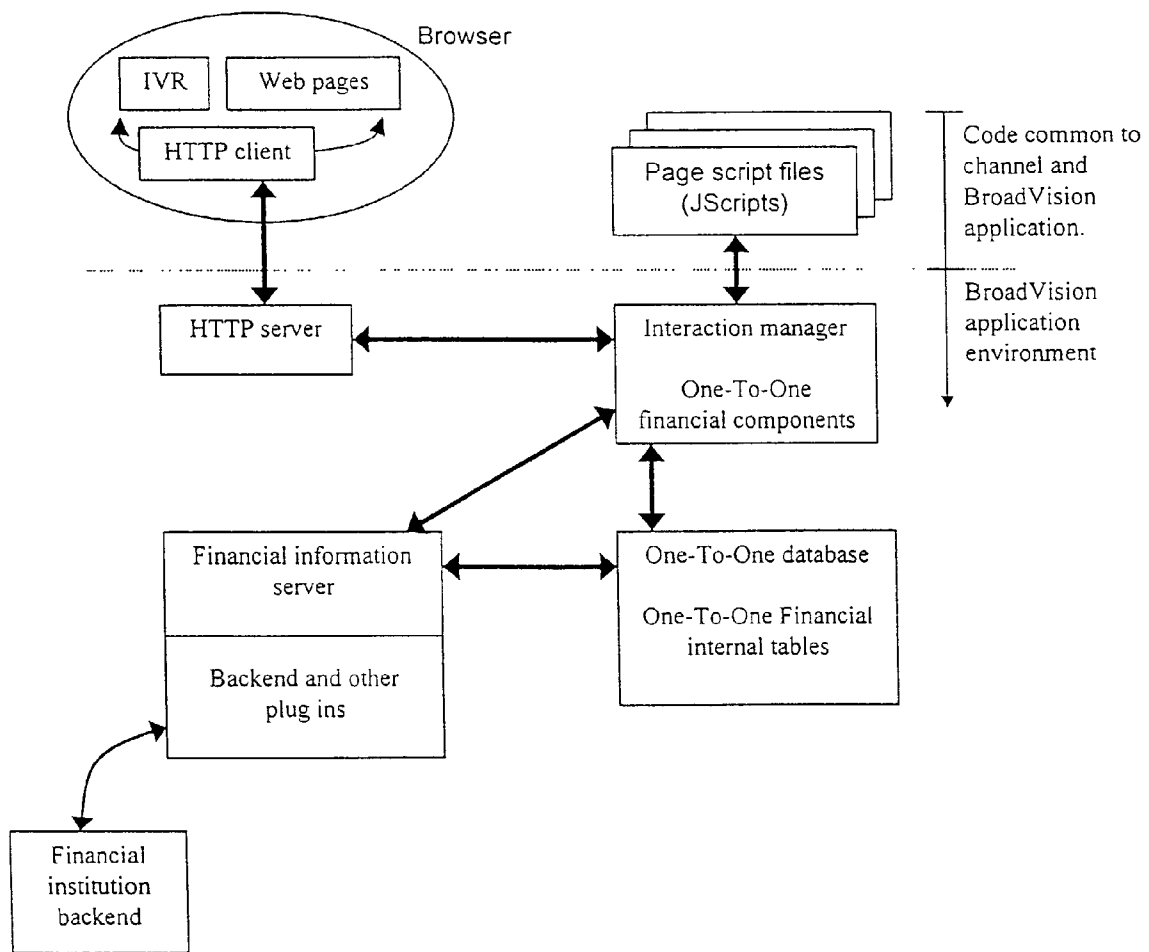 Browser
IVR
Web pages
HTTP client
Page script files
(JScripts)
Code common to
channel and
BroadVision
application.
BroadVision
application
environment
HTTP server
Interaction manager
One-To-One
financial components
Financial information
server
Backend and other
plug ins
One-To-One database
One-To-One Financial
internal tables
Financial
institution
backend